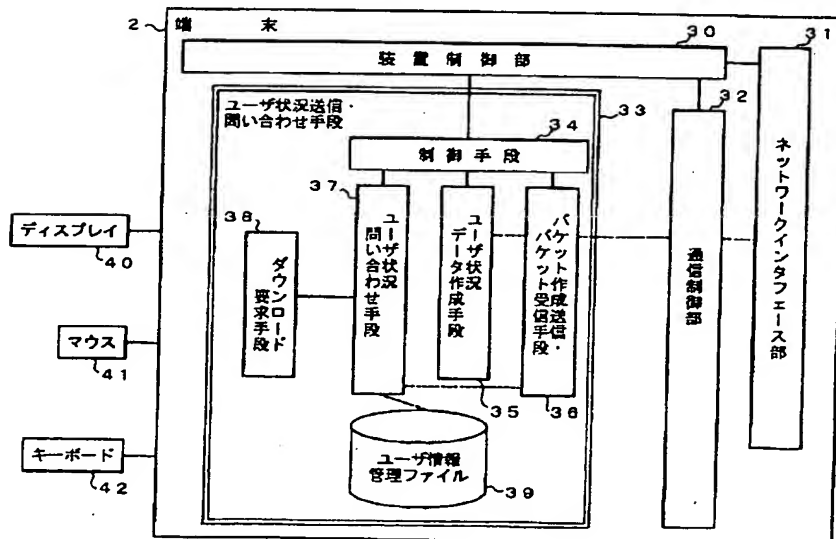 2
端末
30
31
装置制御部
32
ユーザ状況送信・
問い合わせ手段
33
34
制御手段
37
38
ディスプレイ
40
ダウンロード
要求手段
ユーザ状況
問い合わせ手段
ユーザ状況
データ作成手段
パケット作成送信・
パケット受信手段
通信制御部
ネットワークインタフェース部
マウス
41
35
36
キーボード
42
ユーザ情報
管理ファイル
39